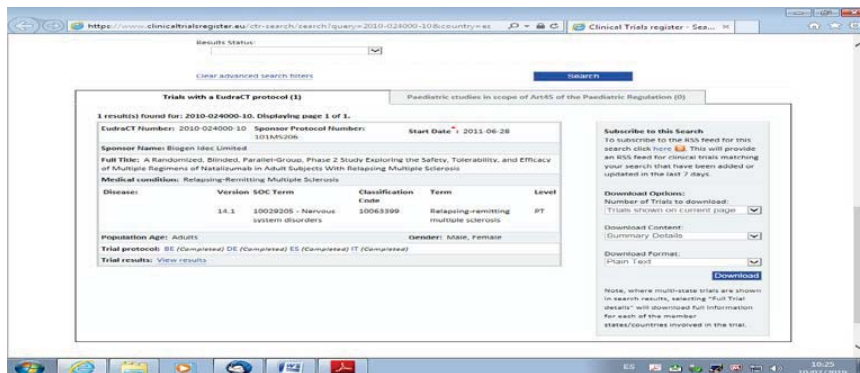 https://www.clinicaltrialsregister.eu/ctr-search/search?query=2010-024000-10&country=es
Clinical Trials register - Sea...
Results Status:
Clear advanced search filters
Search
Trials with a EudraCT protocol (1)
Paediatric studies in scope of Art45 of the Paediatric Regulation (0)
1 result(s) found for: 2010-024000-10. Displaying page 1 of 1.
EudraCT Number: 2010-024000-10 Sponsor Protocol Number: 101MS206 Start Date*: 2011-06-28
Sponsor Name: Biogen Idec Limited
Full Title: A Randomized, Blinded, Parallel-Group, Phase 2 Study Exploring the Safety, Tolerability, and Efficacy
of Multiple Regimens of Natalizumab in Adult Subjects With Relapsing Multiple Sclerosis
Medical condition: Relapsing-Remitting Multiple Sclerosis
Disease: Version SOC Term Classification Code Term Level
14.1 10029205 - Nervous system disorders 10063399 Relapsing-remitting multiple sclerosis PT
Population Age: Adults Gender: Male, Female
Trial protocol: BE (Completed) DE (Completed) ES (Completed) IT (Completed)
Trial results: View results
Subscribe to this Search
To subscribe to the RSS feed for this
search click here This will provide
an RSS feed for clinical trials matching
your search that have been added or
updated in the last 7 days.
Download Options:
Number of Trials to download:
Trials shown on current page
Download Content:
Summary Details
Download Format:
Plain Text
Download
Note, where multi-state trials are shown
in search results, selecting "Full Trial
details" will download full information
for each of the member
states/countries involved in the trial.
ES
16:25